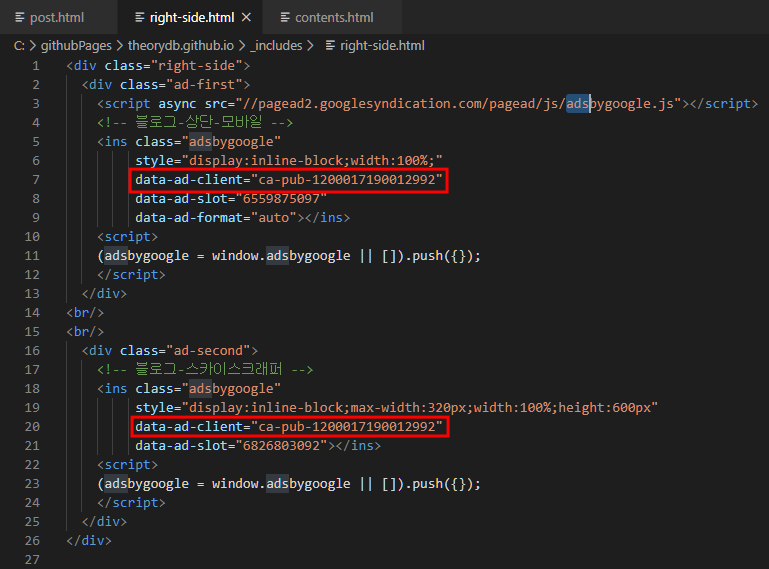 post.html right-side.html contents.html
C: > githubPages > theorydb.github.io > _includes > right-side.html
1 <div class="right-side">
2 <div class="ad-first">
3 <script async src="//pagead2.googlesyndication.com/pagead/js/adsbygoogle.js"></script>
4 <!-- 블로그-상단-모바일 -->
5 <ins class="adsbygoogle"
6 style="display:inline-block;width:100%;"
7 data-ad-client="ca-pub-1200017190012992"
8 data-ad-slot="6559875097"
9 data-ad-format="auto"></ins>
10 <script>
11 (adsbygoogle = window.adsbygoogle || []).push({});
12 </script>
13 </div>
14 <br/>
15 <br/>
16 <div class="ad-second">
17 <!-- 블로그-스카이스크래퍼 -->
18 <ins class="adsbygoogle"
19 style="display:inline-block;max-width:320px;width:100%;height:600px"
20 data-ad-client="ca-pub-1200017190012992"
21 data-ad-slot="6826803092"></ins>
22 <script>
23 (adsbygoogle = window.adsbygoogle || []).push({});
24 </script>
25 </div>
26 </div>
27